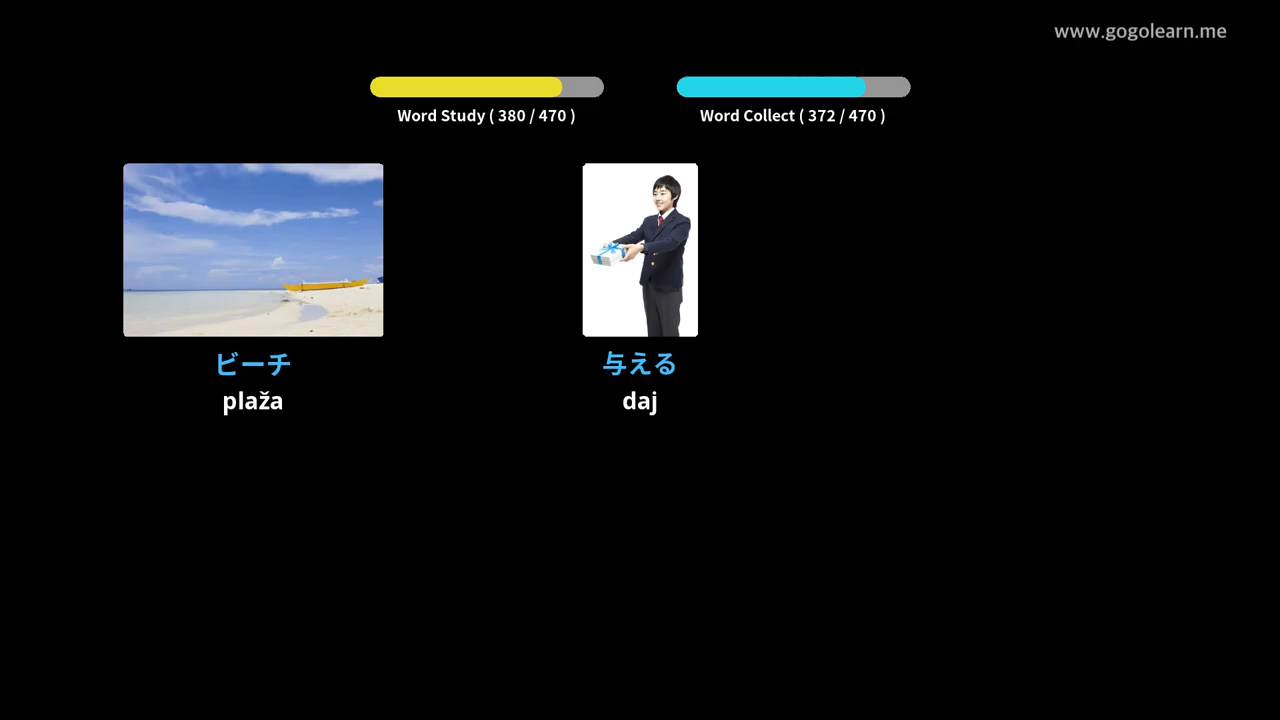 www.gogolearn.me
Word Study ( 380 / 470 )
Word Collect ( 372 / 470 )
ビーチ
plaža
与える
daj